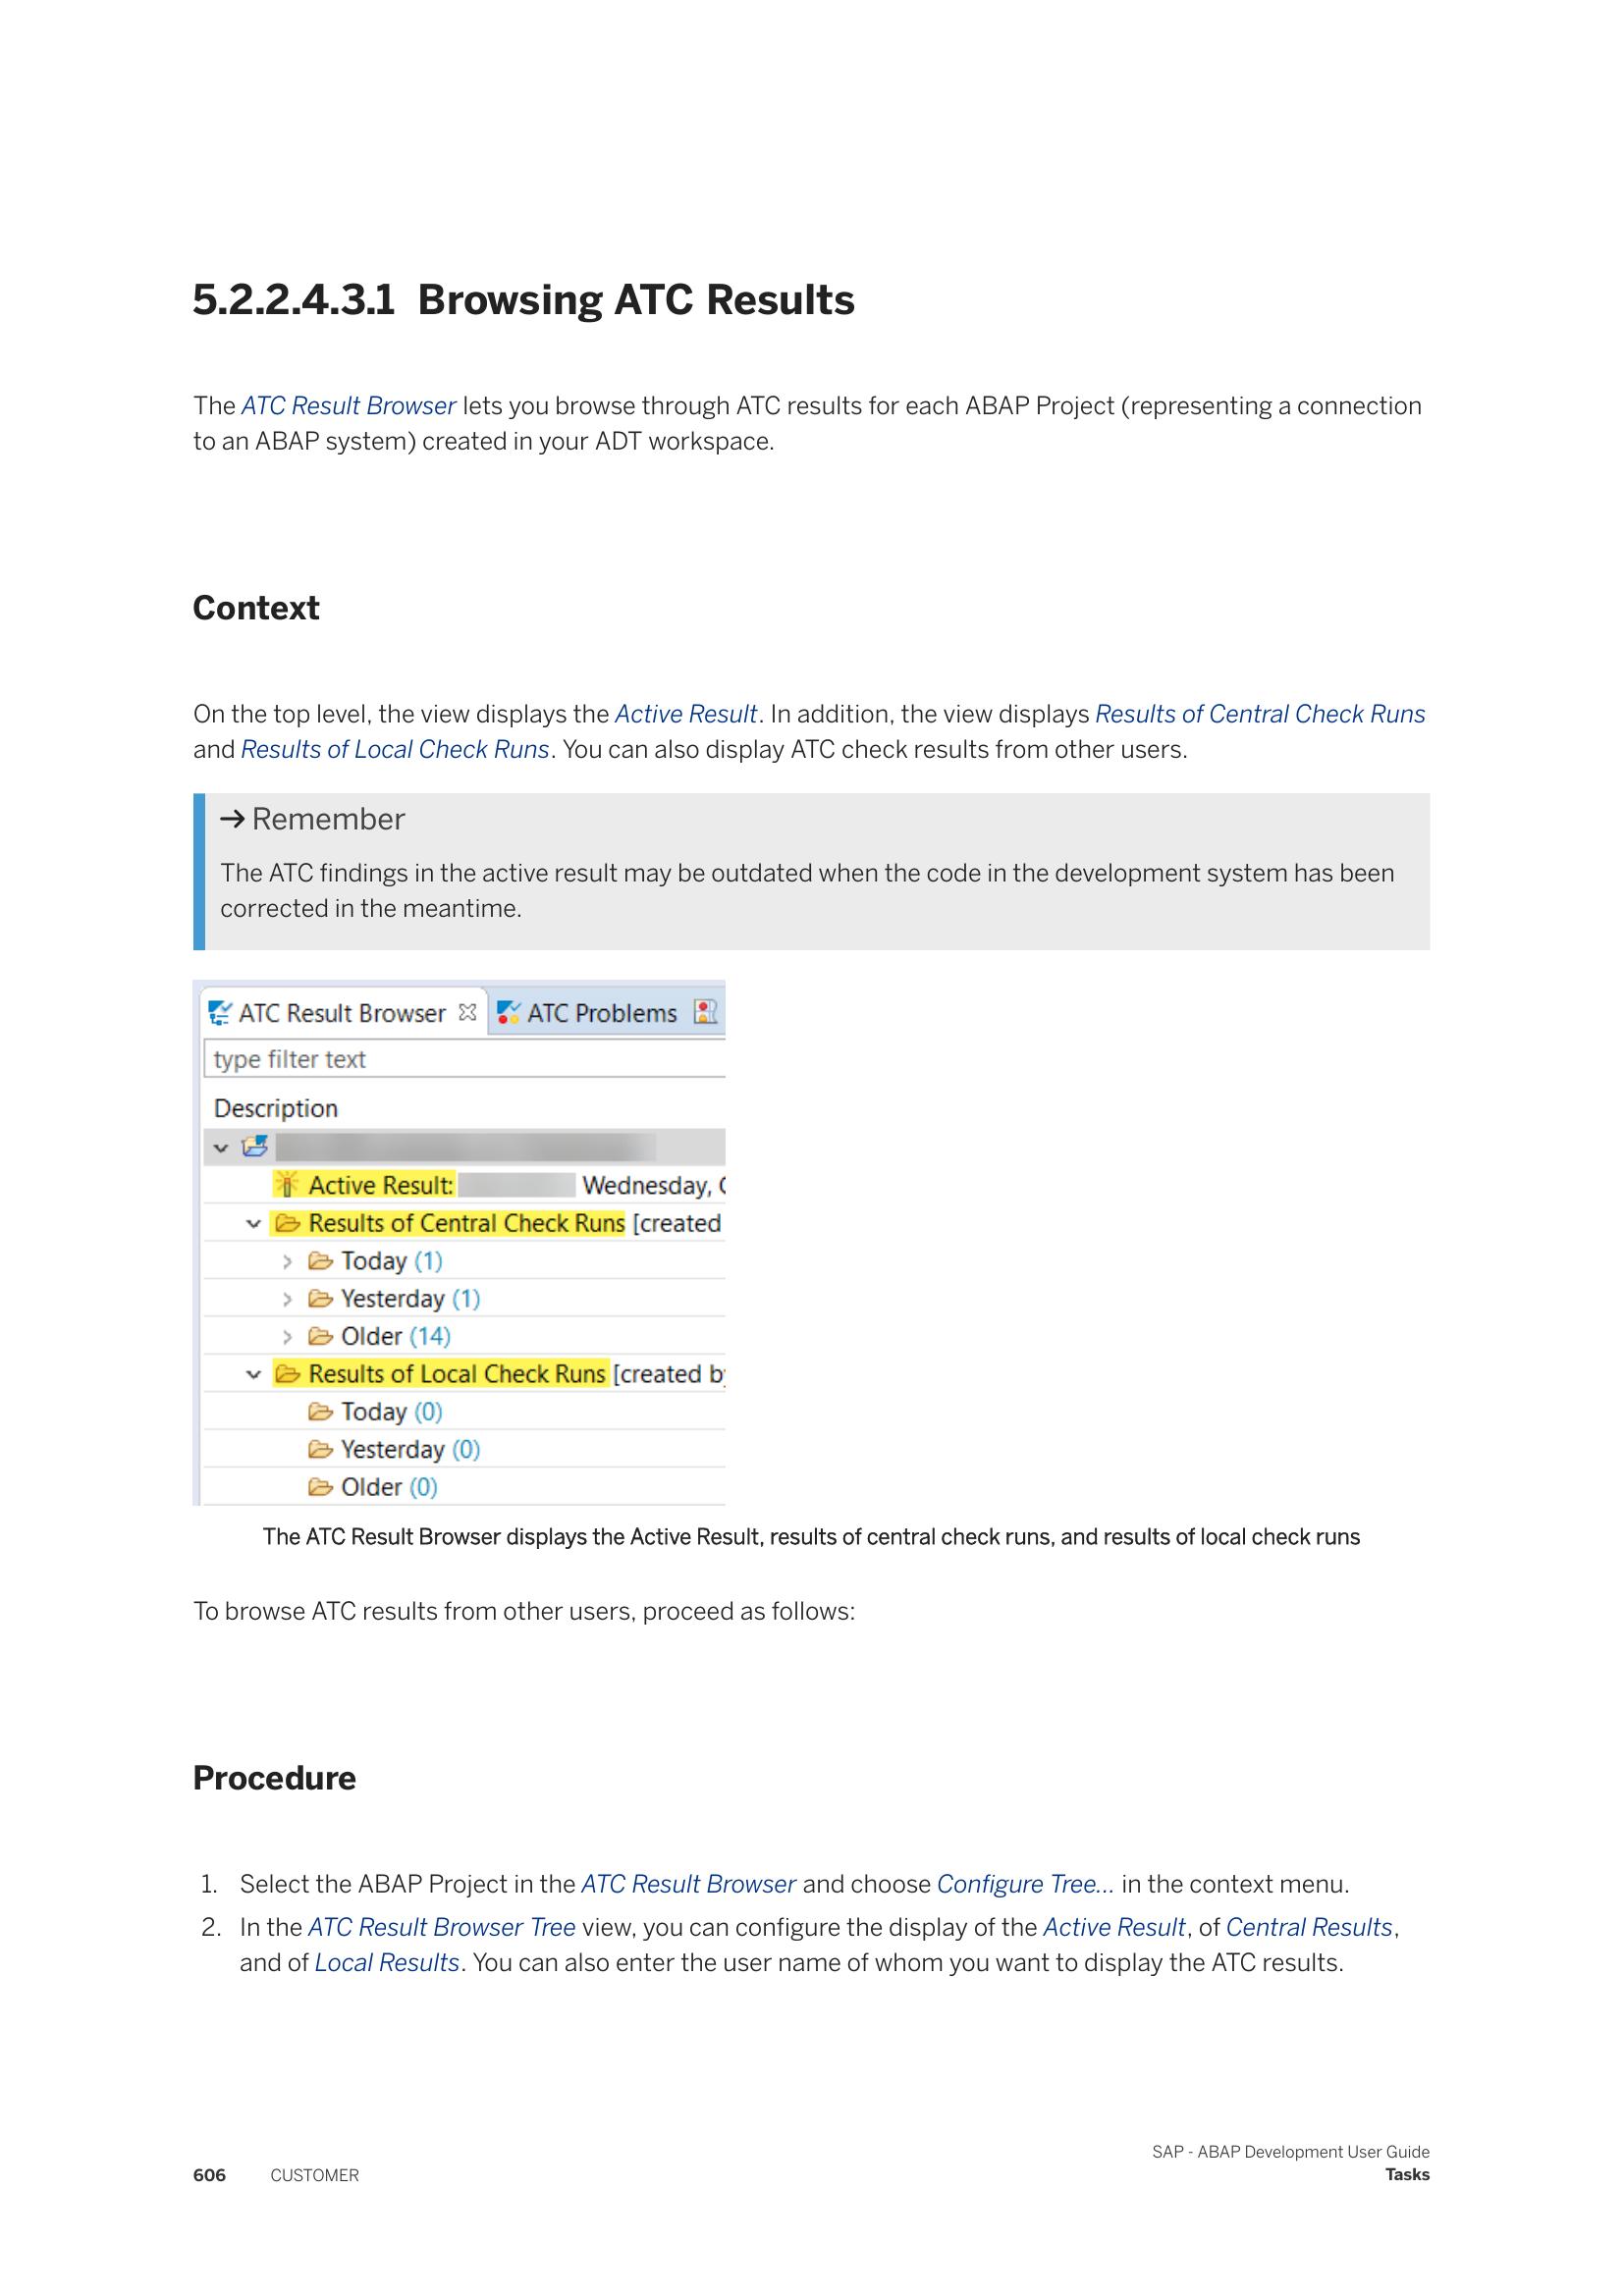 5.2.2.4.3.1 Browsing ATC Results
The ATC Result Browser lets you browse through ATC results for each ABAP Project (representing a connection
to an ABAP system) created in your ADT workspace.
Context
On the top level, the view displays the Active Result. In addition, the view displays Results of Central Check Runs
and Results of Local Check Runs. You can also display ATC check results from other users.
→ Remember
The ATC findings in the active result may be outdated when the code in the development system has been
corrected in the meantime.
ATC Result Browser ATC Problems
type filter text
Description
Active Result: Wednesday,
Results of Central Check Runs [created
Today (1)
Yesterday (1)
Older (14)
Results of Local Check Runs [created by
Today (0)
Yesterday (0)
Older (0)
The ATC Result Browser displays the Active Result, results of central check runs, and results of local check runs
To browse ATC results from other users, proceed as follows:
Procedure
1. Select the ABAP Project in the ATC Result Browser and choose Configure Tree... in the context menu.
2. In the ATC Result Browser Tree view, you can configure the display of the Active Result, of Central Results,
and of Local Results. You can also enter the user name of whom you want to display the ATC results.
SAP - ABAP Development User Guide
606 CUSTOMER Tasks